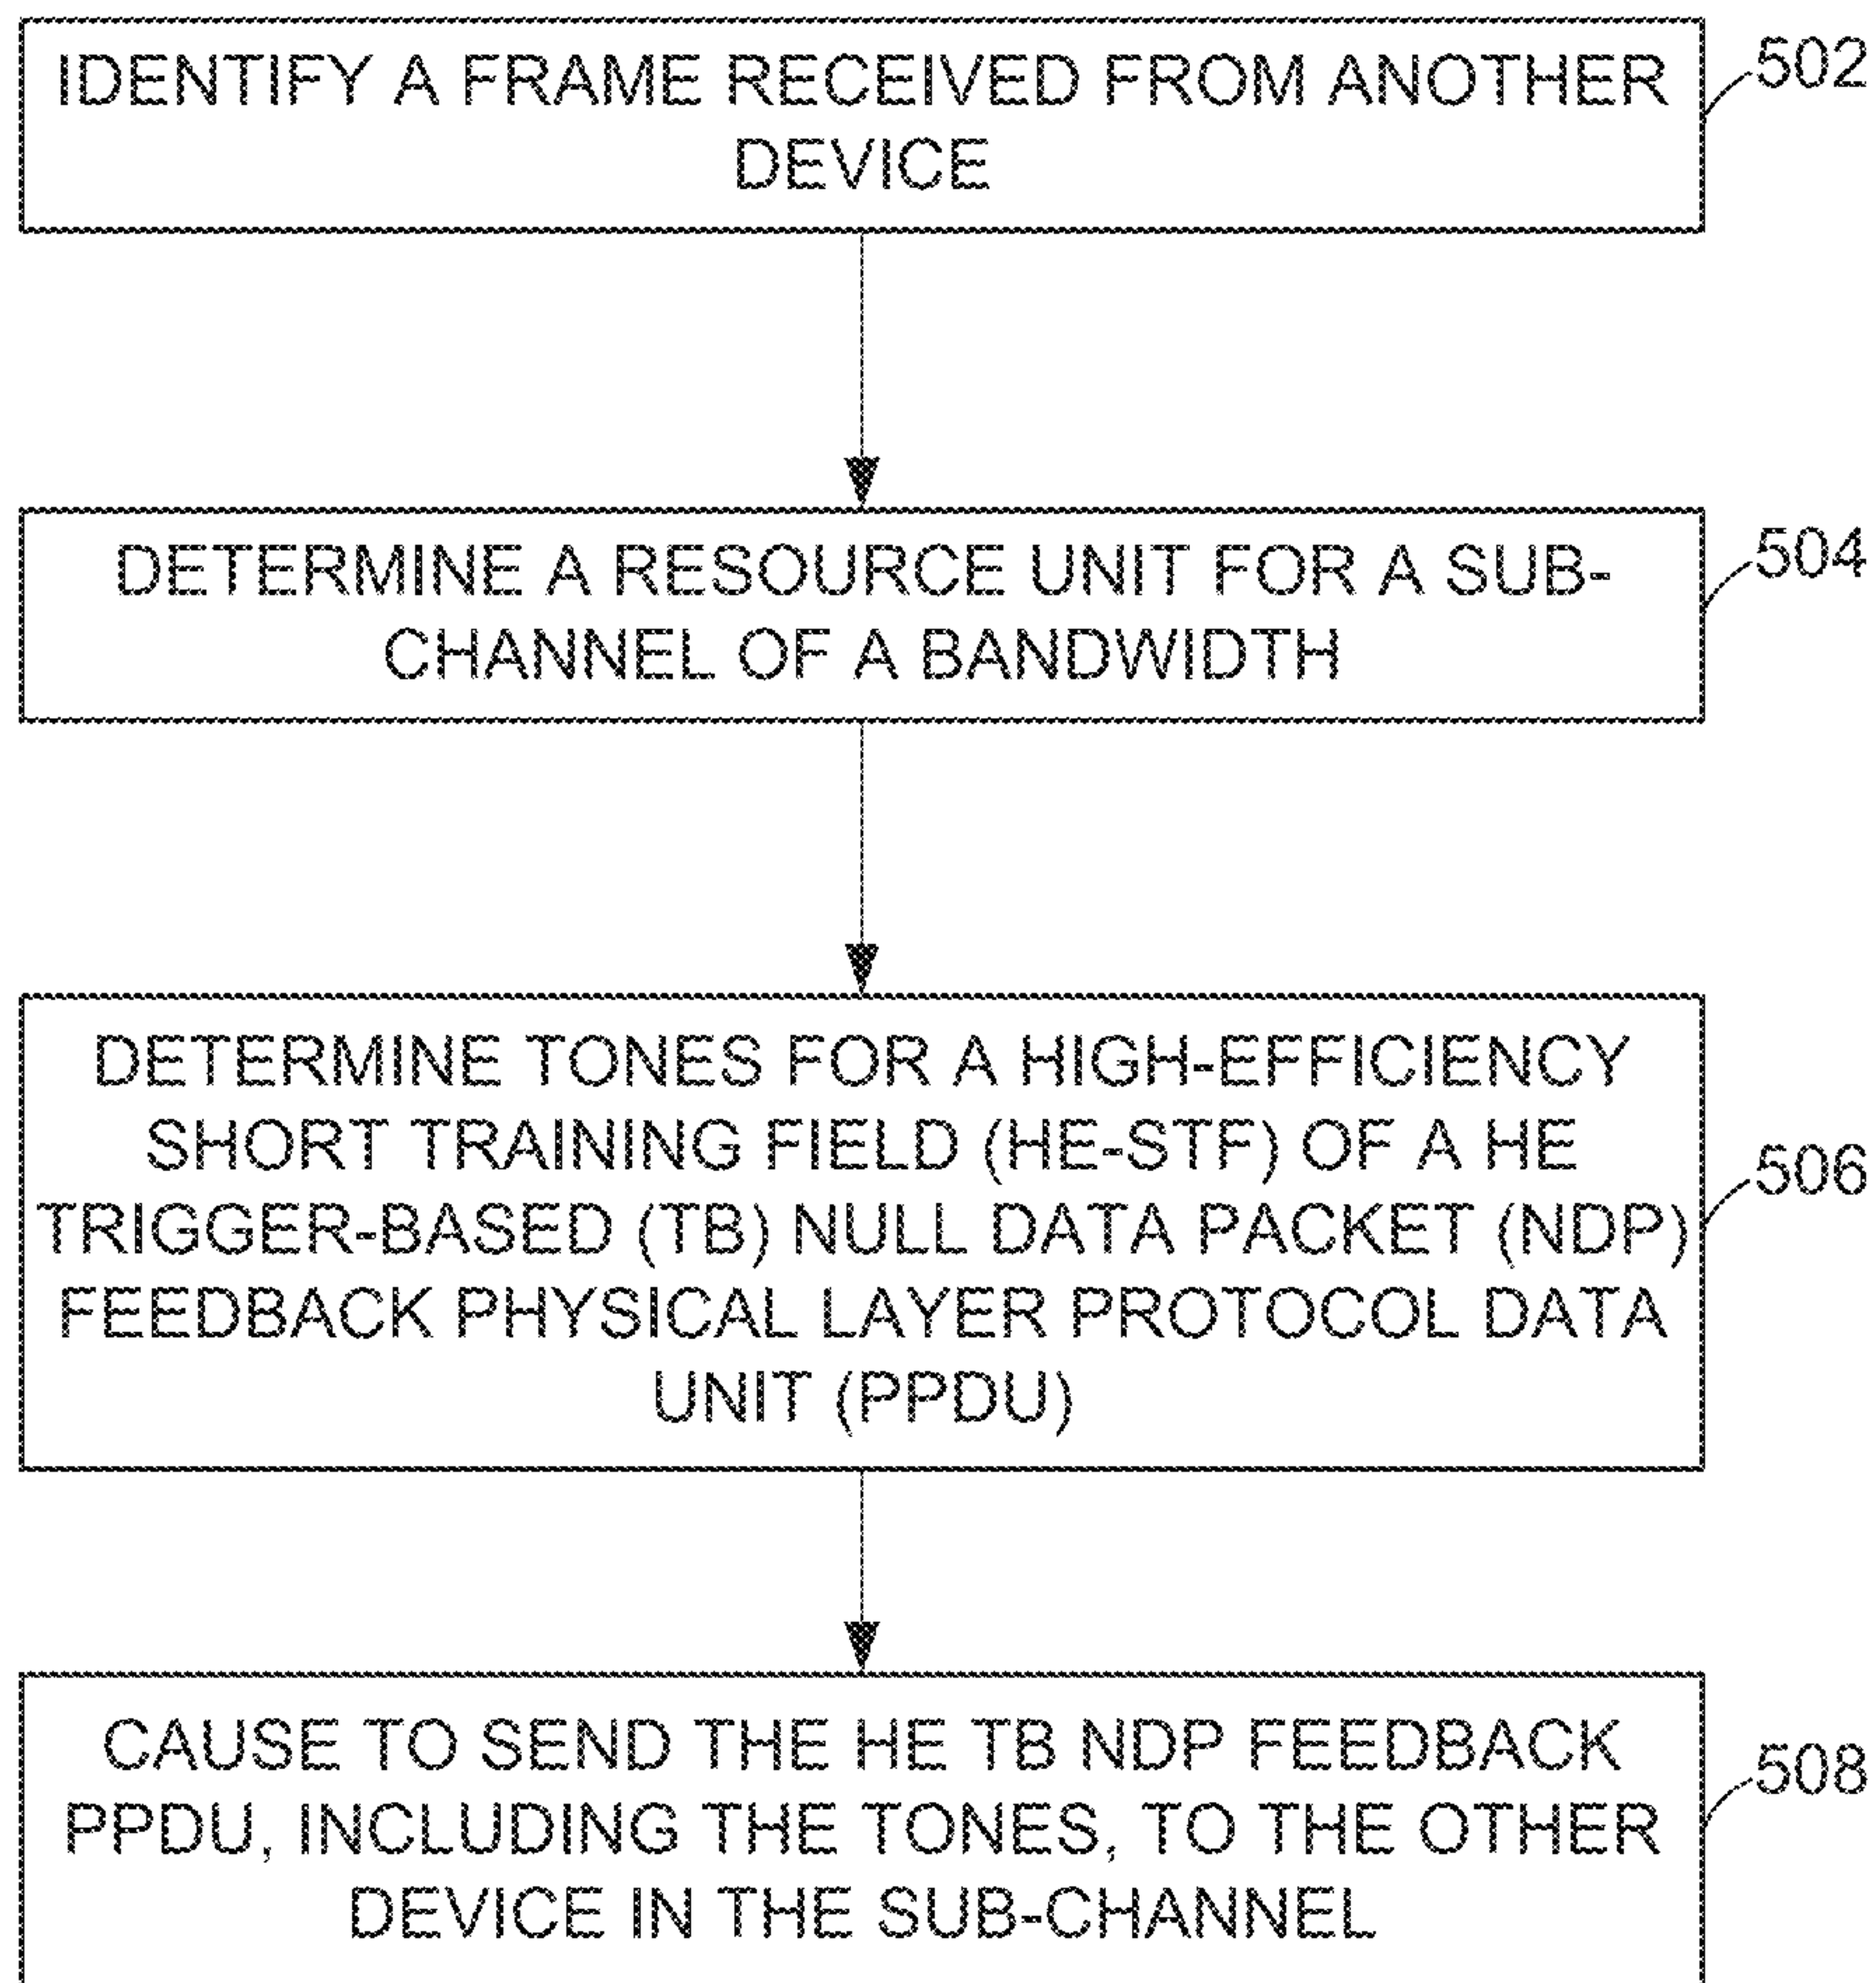 IDENTIFY A FRAME RECEIVED FROM ANOTHER
DEVICE
502
DETERMINE A RESOURCE UNIT FOR A SUB-
CHANNEL OF A BANDWIDTH
504
DETERMINE TONES FOR A HIGH-EFFICIENCY
SHORT TRAINING FIELD (HE-STF) OF A HE
TRIGGER-BASED (TB) NULL DATA PACKET (NDP)
FEEDBACK PHYSICAL LAYER PROTOCOL DATA
UNIT (PPDU)
506
CAUSE TO SEND THE HE TB NDP FEEDBACK
PPDU, INCLUDING THE TONES, TO THE OTHER
DEVICE IN THE SUB-CHANNEL
508